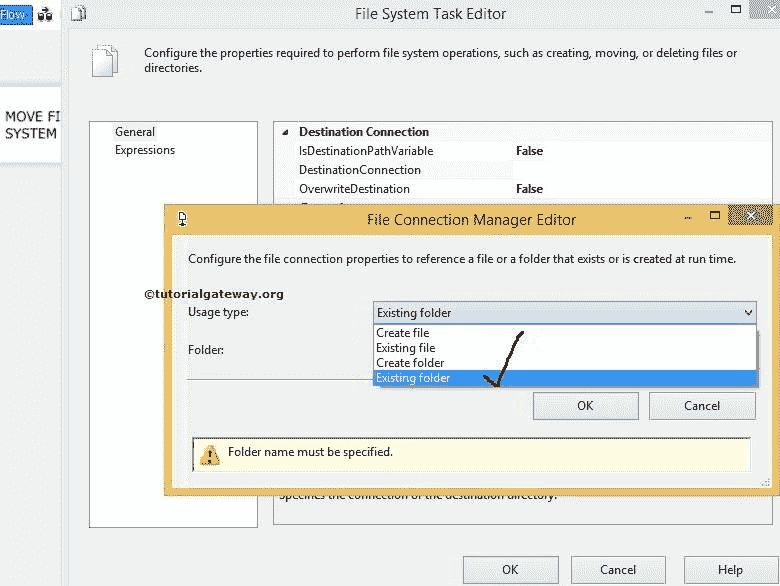 Flow
File System Task Editor
Configure the properties required to perform file system operations, such as creating, moving, or deleting files or
directories.
MOVE FI
SYSTEM
General
Expressions
Destination Connection
IsDestinationPathVariable False
DestinationConnection
OverwriteDestination False
File Connection Manager Editor
Configure the file connection properties to reference a file or a folder that exists or is created at run time.
©tutorialgateway.org
Usage type: Existing folder
Create file
Existing file
Folder:
Create folder
Existing folder
OK Cancel
Folder name must be specified.
Specifies the connection of the destination directory.
OK Cancel Help